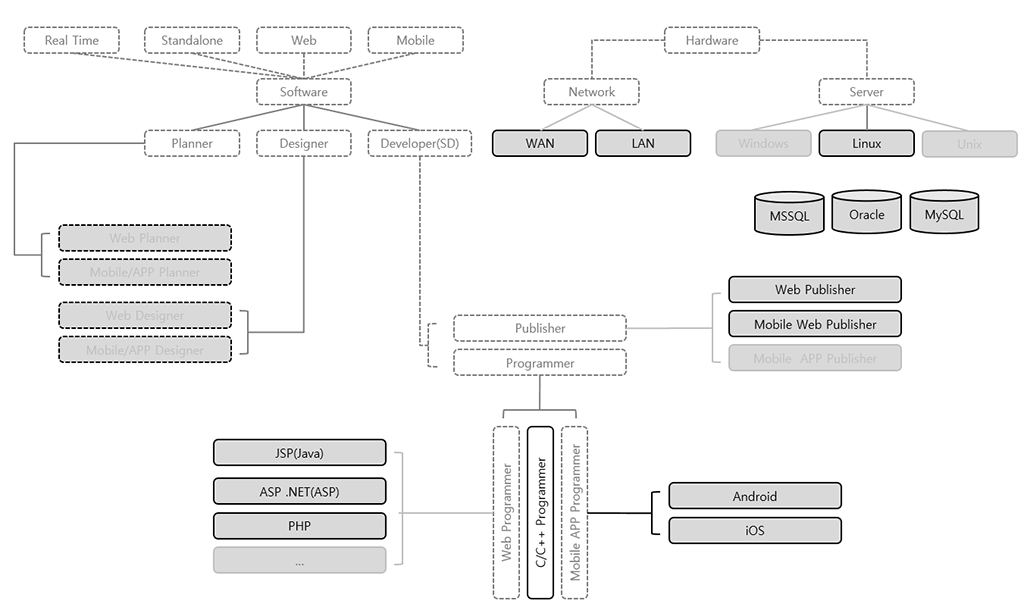 Real Time
Standalone
Web
Mobile
Hardware
Software
Network
Server
Planner
Designer
Developer(SD)
WAN
LAN
Windows
Linux
Unix
MSSQL
Oracle
MySQL
Web Planner
Mobile/APP Planner
Web Designer
Mobile/APP Designer
Publisher
Programmer
Web Publisher
Mobile Web Publisher
Mobile APP Publisher
JSP(Java)
ASP .NET(ASP)
PHP
...
Web Programmer
C/C++ Programmer
Mobile APP Programmer
Android
iOS